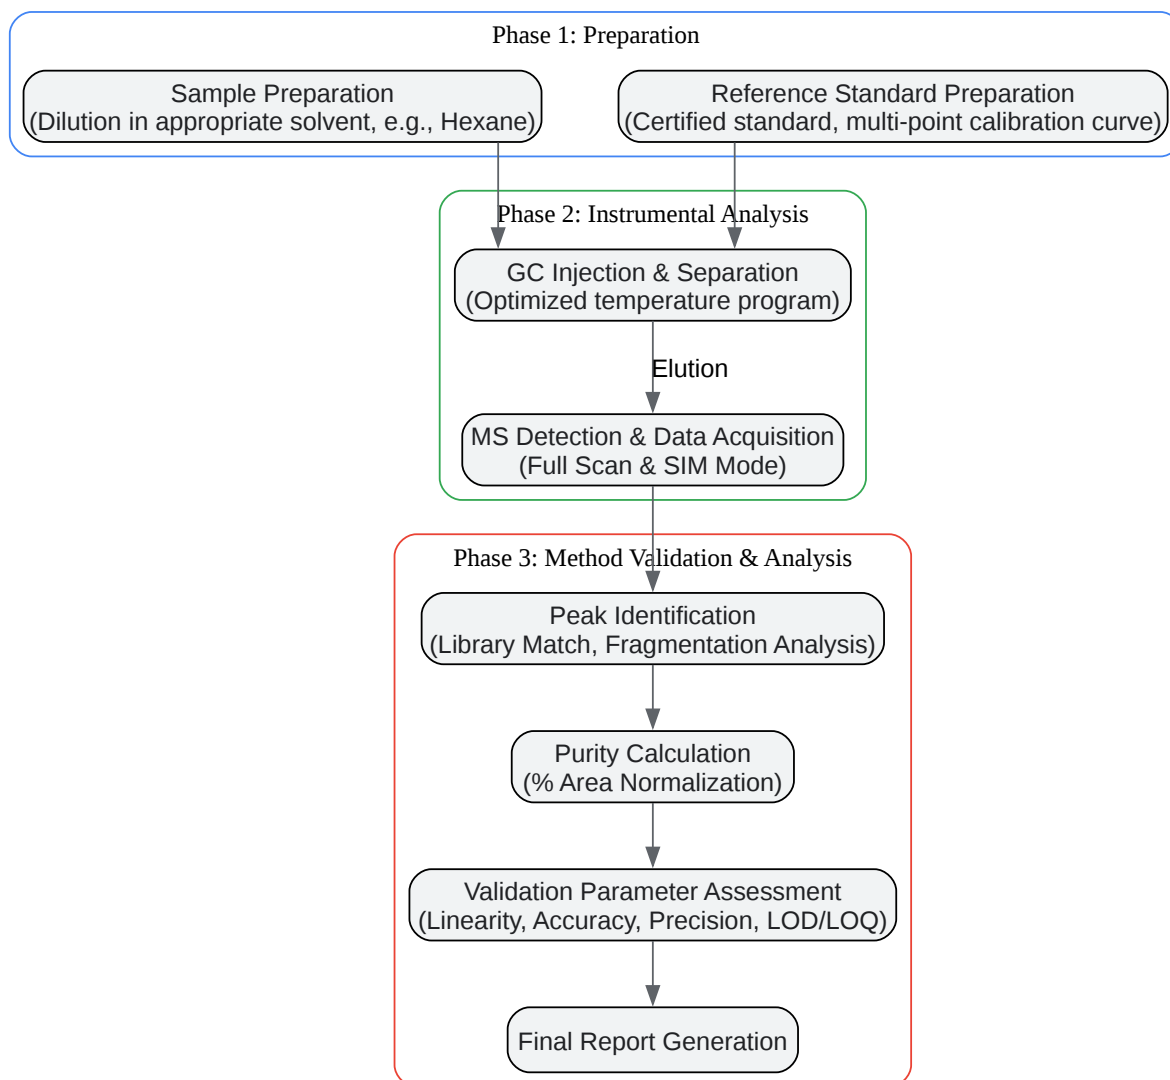 Phase 1: Preparation
Sample Preparation
(Dilution in appropriate solvent, e.g., Hexane)
Reference Standard Preparation
(Certified standard, multi-point calibration curve)
Phase 2: Instrumental Analysis
GC Injection & Separation
(Optimized temperature program)
Elution
MS Detection & Data Acquisition
(Full Scan & SIM Mode)
Phase 3: Method Validation & Analysis
Peak Identification
(Library Match, Fragmentation Analysis)
Purity Calculation
(% Area Normalization)
Validation Parameter Assessment
(Linearity, Accuracy, Precision, LOD/LOQ)
Final Report Generation